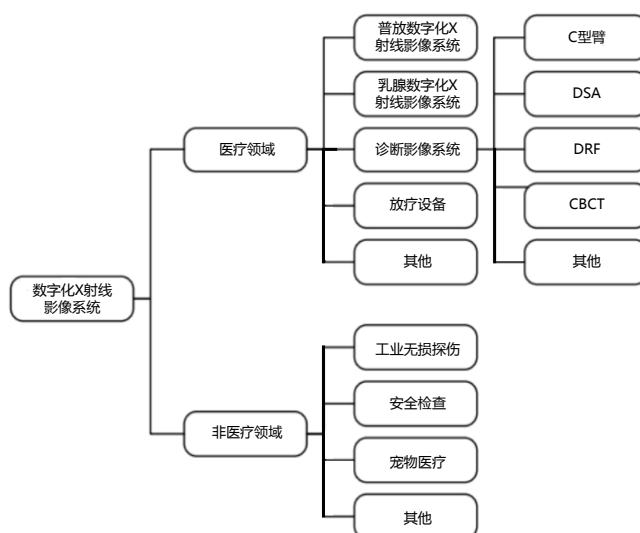 普放数字化X
射线影像系统
C型臂
乳腺数字化X
射线影像系统
DSA
医疗领域
诊断影像系统
DRF
放疗设备
CBCT
其他
其他
数字化X射线
影像系统
工业无损探伤
安全检查
非医疗领域
宠物医疗
其他